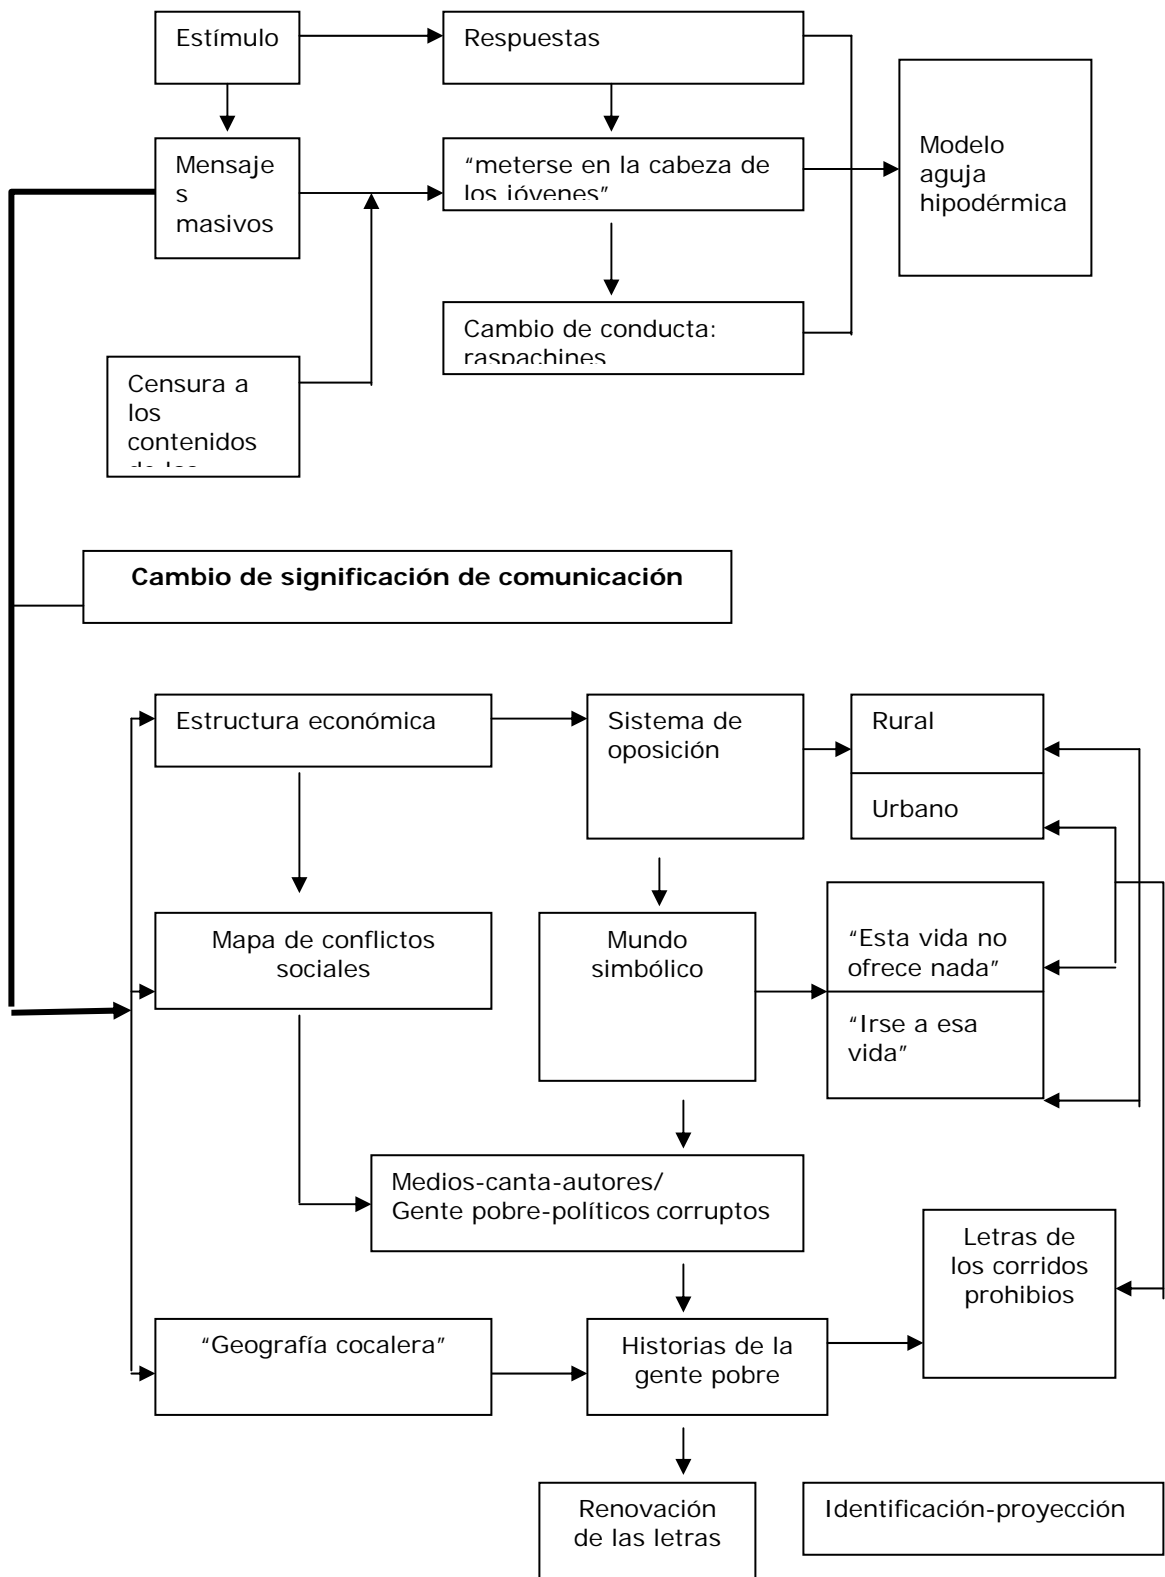 Estímulo
Respuestas
Mensaje
s
masivos
“meterse en la cabeza de
los jóvenes”
Modelo
aguja
hipodérmica
Cambio de conducta:
raspachines
Censura a
los
contenidos
Cambio de significación de comunicación
Estructura económica
Sistema de
oposición
Rural
Urbano
Mapa de conflictos
sociales
Mundo
simbólico
“Esta vida no
ofrece nada”
“Irse a esa
vida”
Medios-canta-autores/
Gente pobre-políticos corruptos
Letras de
los corridos
prohibios
“Geografía cocalera”
Historias de la
gente pobre
Renovación
de las letras
Identificación-proyección